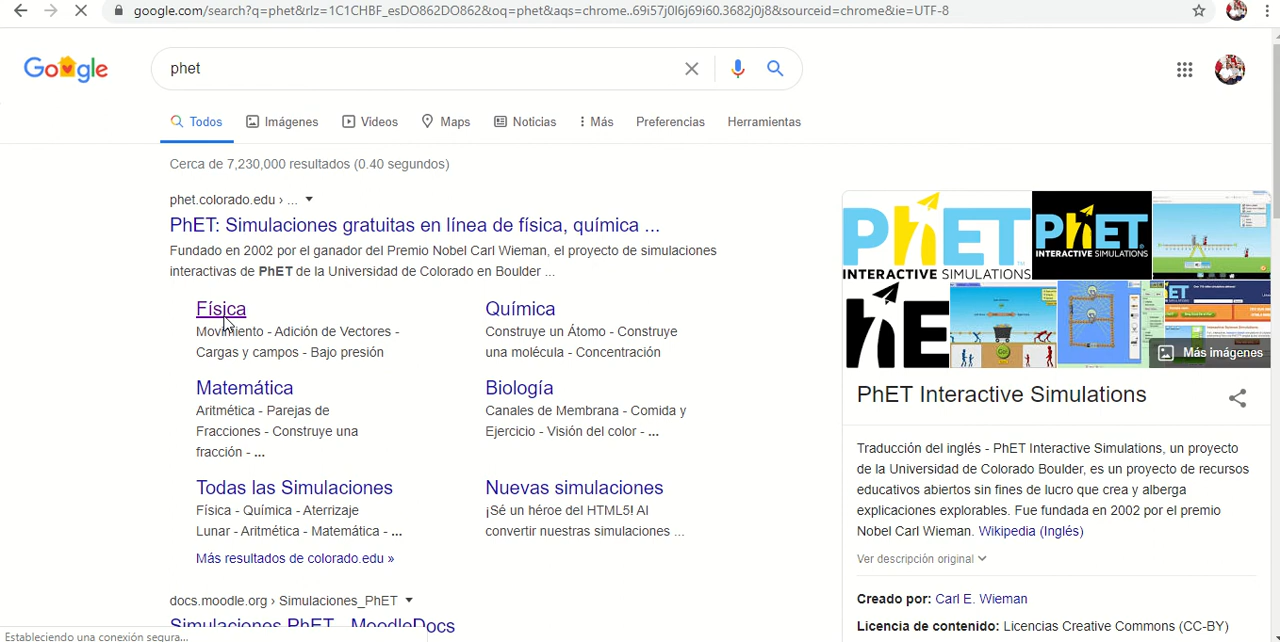 google.com/search?q=phet&rlz=1C1CHBF_esDO862DO862&oq=phet&aqs=chrome..69i57j0l6j69i60.3682j0j8&sourceid=chrome&ie=UTF-8
Google
phet
Todos Imágenes Videos Maps Noticias Más Preferencias Herramientas
Cerca de 7,230,000 resultados (0.40 segundos)
phet.colorado.edu › ...
PhET: Simulaciones gratuitas en línea de física, química ...
Fundado en 2002 por el ganador del Premio Nobel Carl Wieman, el proyecto de simulaciones
interactivas de PhET de la Universidad de Colorado en Boulder ...
Física
Movimiento - Adición de Vectores -
Cargas y campos - Bajo presión
Química
Construye un Átomo - Construye
una molécula - Concentración
Matemática
Aritmética - Parejas de
Fracciones - Construye una
fracción - ...
Biología
Canales de Membrana - Comida y
Ejercicio - Visión del color - ...
Todas las Simulaciones
Física - Química - Aterrizaje
Lunar - Aritmética - Matemática - ...
Nuevas simulaciones
¡Sé un héroe del HTML5! Al
convertir nuestras simulaciones ...
Más resultados de colorado.edu »
docs.moodle.org › Simulaciones_PhET
Simulaciones PhET - MoodleDocs
Estableciendo una conexión segura...
PhET
INTERACTIVE SIMULATIONS
PhET
INTERACTIVE SIMULATIONS
Más imágenes
PhET Interactive Simulations
Traducción del inglés - PhET Interactive Simulations, un proyecto
de la Universidad de Colorado Boulder, es un proyecto de recursos
educativos abiertos sin fines de lucro que crea y alberga
explicaciones explorables. Fue fundada en 2002 por el premio
Nobel Carl Wieman. Wikipedia (Inglés)
Ver descripción original
Creado por: Carl E. Wieman
Licencia de contenido: Licencias Creative Commons (CC-BY)